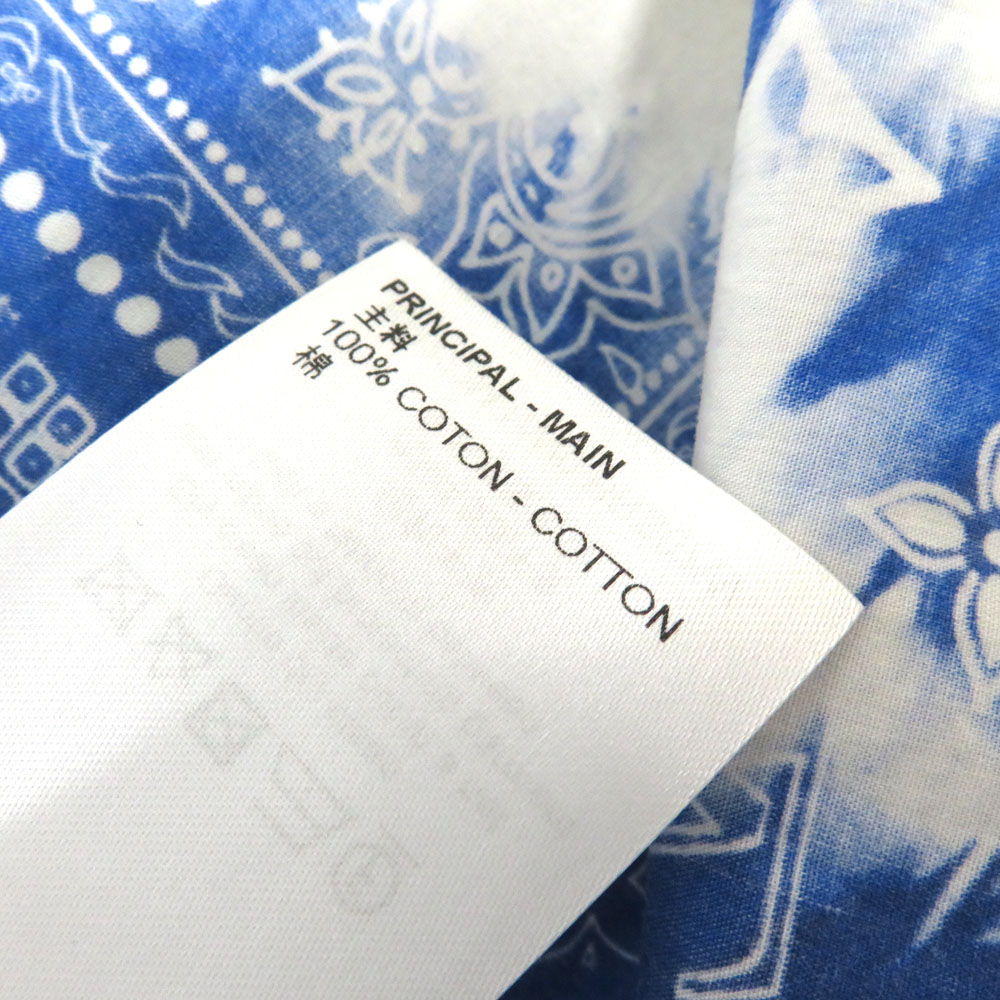 PRINCIPAL - MAIN
主料
100% COTON - COTTON
棉